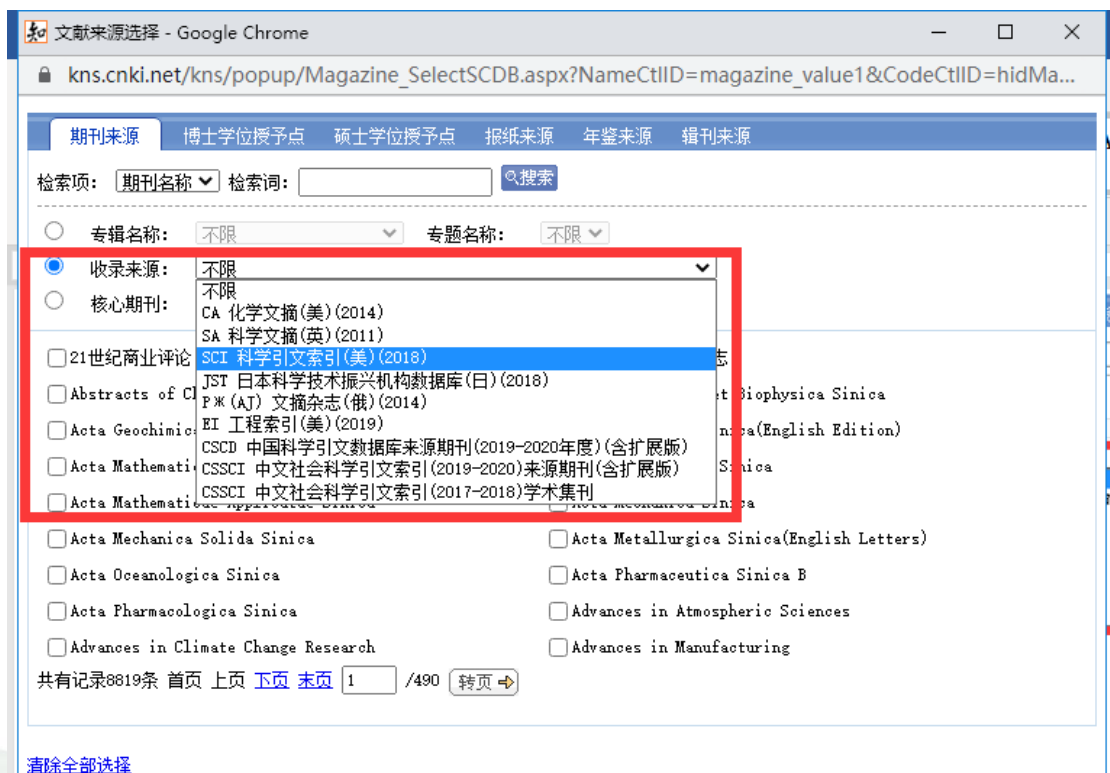 知 文献来源选择 - Google Chrome
kns.cnki.net/kns/popup/Magazine_SelectSCDB.aspx?NameCtlID=magazine_value1&CodeCtlID=hidMa...
期刊来源 博士学位授予点 硕士学位授予点 报纸来源 年鉴来源 辑刊来源
检索项: 期刊名称 检索词: 搜索
专辑名称: 不限 专题名称: 不限
收录来源: 不限
不限
核心期刊:
CA 化学文摘(美)(2014)
SA 科学文摘(英)(2011)
21世纪商业评论 SCI 科学引文索引(美)(2018) 志
JST 日本科学技术振兴机构数据库(日)(2018)
Abstracts of Biophysica Sinica
Pж(AJ) 文摘杂志(俄)(2014)
EI 工程索引(美)(2019)
Acta (English Edition)
CSCD 中国科学引文数据库来源期刊(2019-2020年度)(含扩展版)
Acta CSSCI 中文社会科学引文索引(2019-2020)来源期刊(含扩展版)
CSSCI 中文社会科学引文索引(2017-2018)学术集刊
Acta
Acta Mechanica Solida Sinica Acta Metallurgica Sinica(English Letters)
Acta Oceanologica Sinica Acta Pharmaceutica Sinica B
Acta Pharmacologica Sinica Advances in Atmospheric Sciences
Advances in Climate Change Research Advances in Manufacturing
共有记录8819条 首页 上页 下页 末页 1 /490 转页
清除全部选择